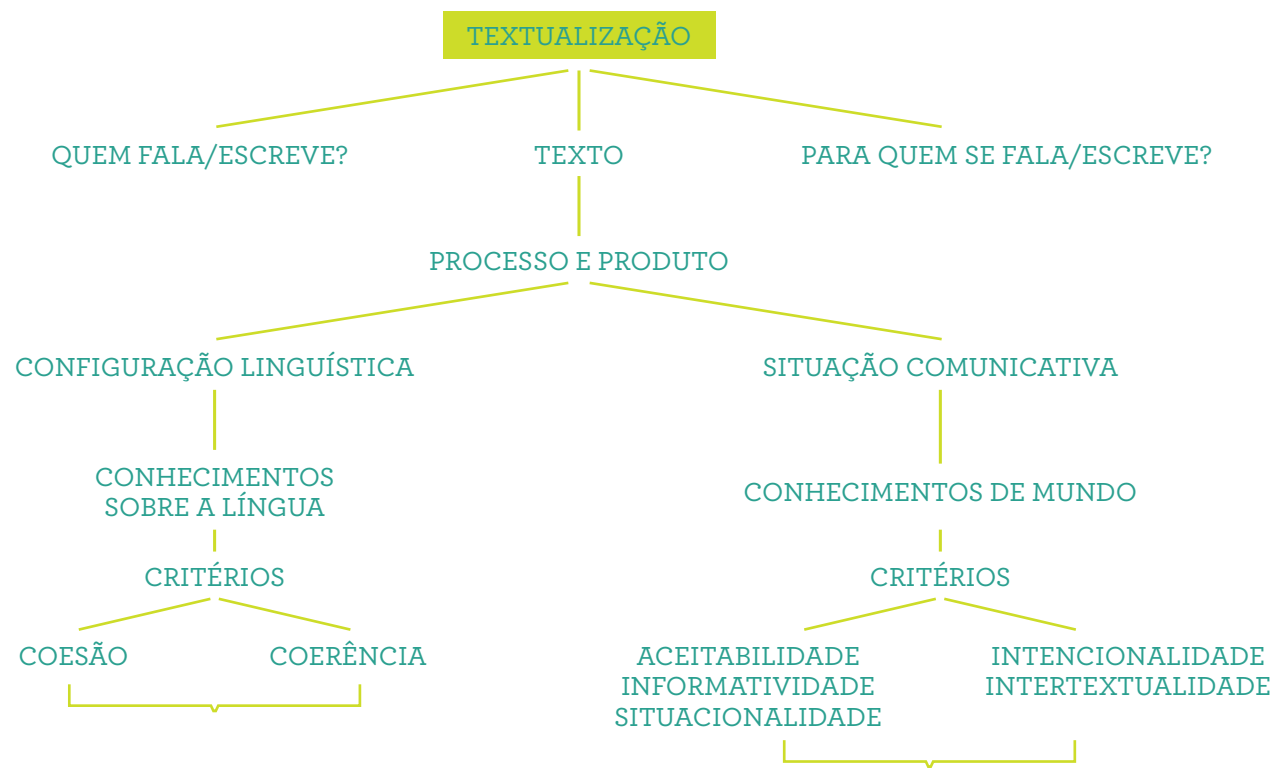 TEXTUALIZAÇÃO
QUEM FALA/ESCREVE?
TEXTO
PARA QUEM SE FALA/ESCREVE?
PROCESSO E PRODUTO
CONFIGURAÇÃO LINGUÍSTICA
SITUAÇÃO COMUNICATIVA
CONHECIMENTOS
SOBRE A LÍNGUA
CONHECIMENTOS DE MUNDO
CRITÉRIOS
CRITÉRIOS
COESÃO
COERÊNCIA
ACEITABILIDADE
INFORMATIVIDADE
SITUACIONALIDADE
INTENCIONALIDADE
INTERTEXTUALIDADE